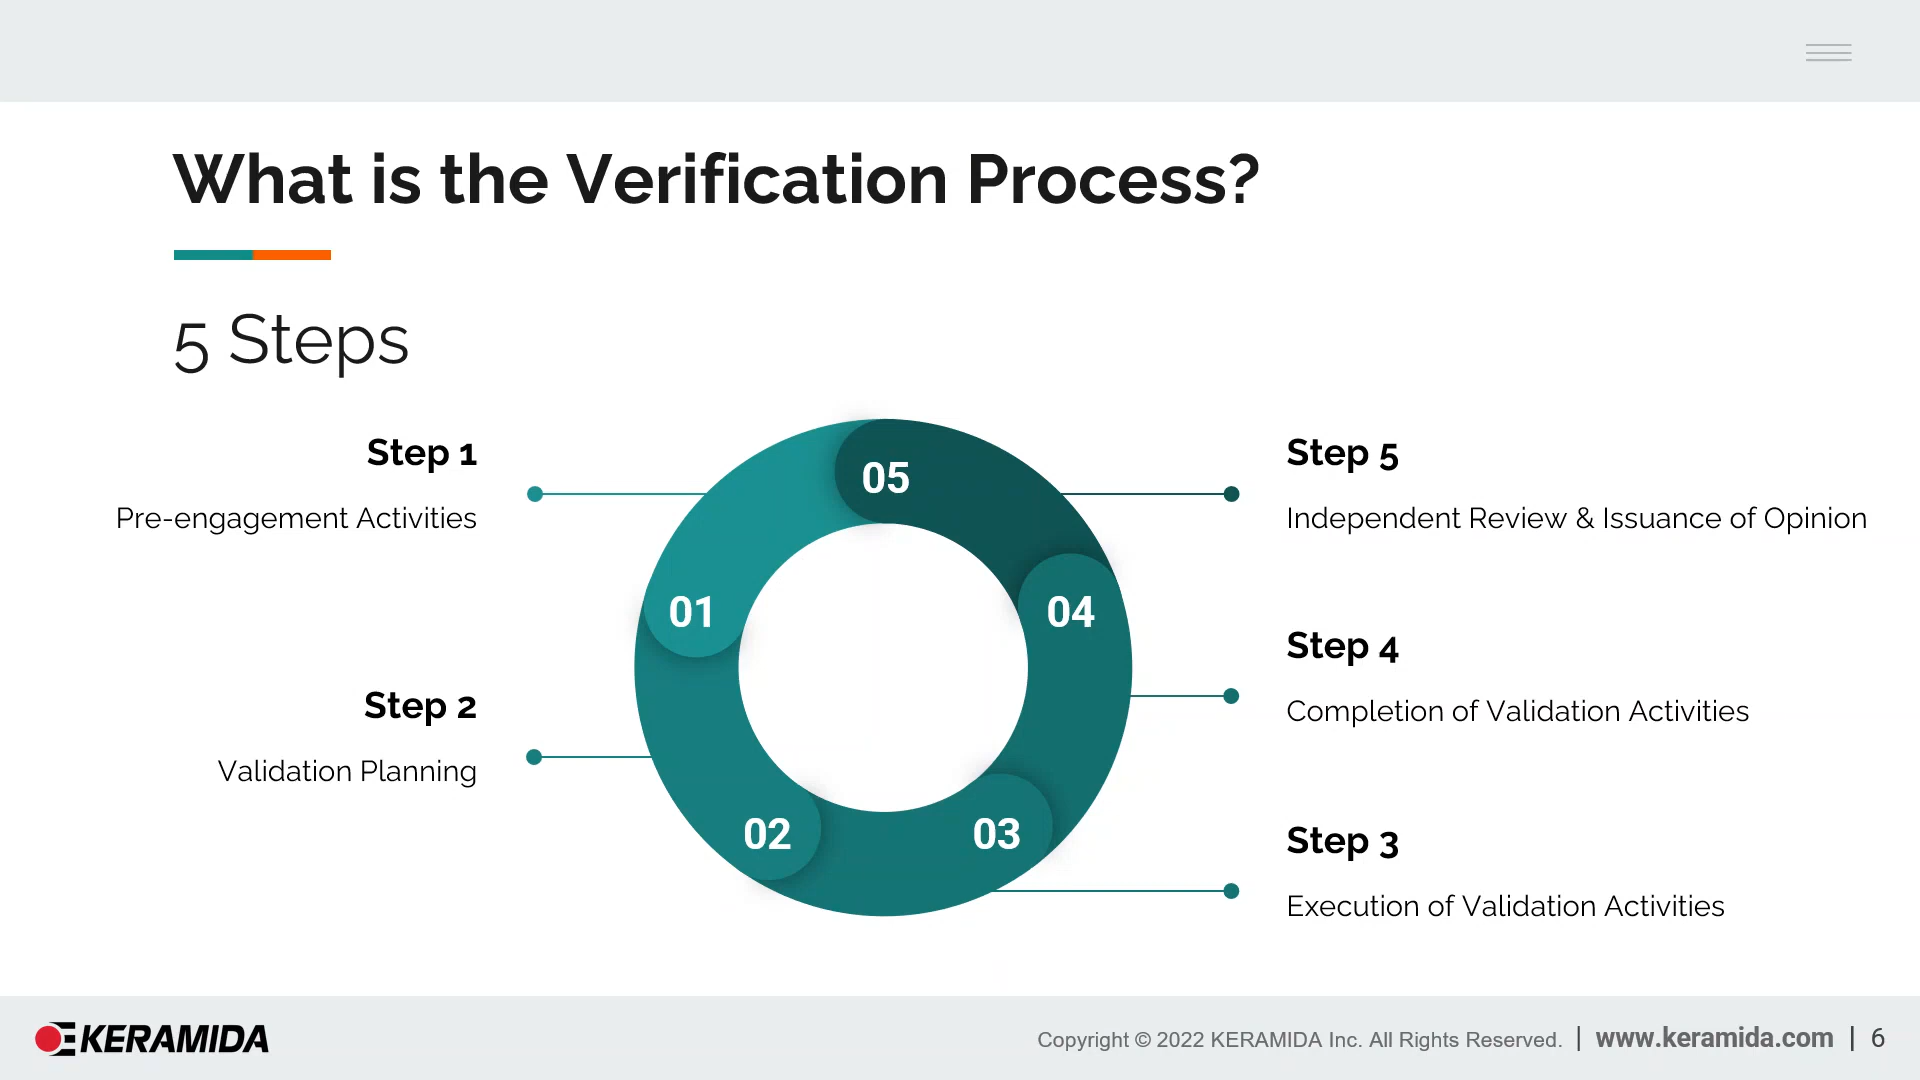 What is the Verification Process?
5 Steps
Step 1
Pre-engagement Activities
Step 2
Validation Planning
05
01
04
02
03
Step 5
Independent Review & Issuance of Opinion
Step 4
Completion of Validation Activities
Step 3
Execution of Validation Activities
KERAMIDA
Copyright © 2022 KERAMIDA Inc. All Rights Reserved. | www.keramida.com | 6